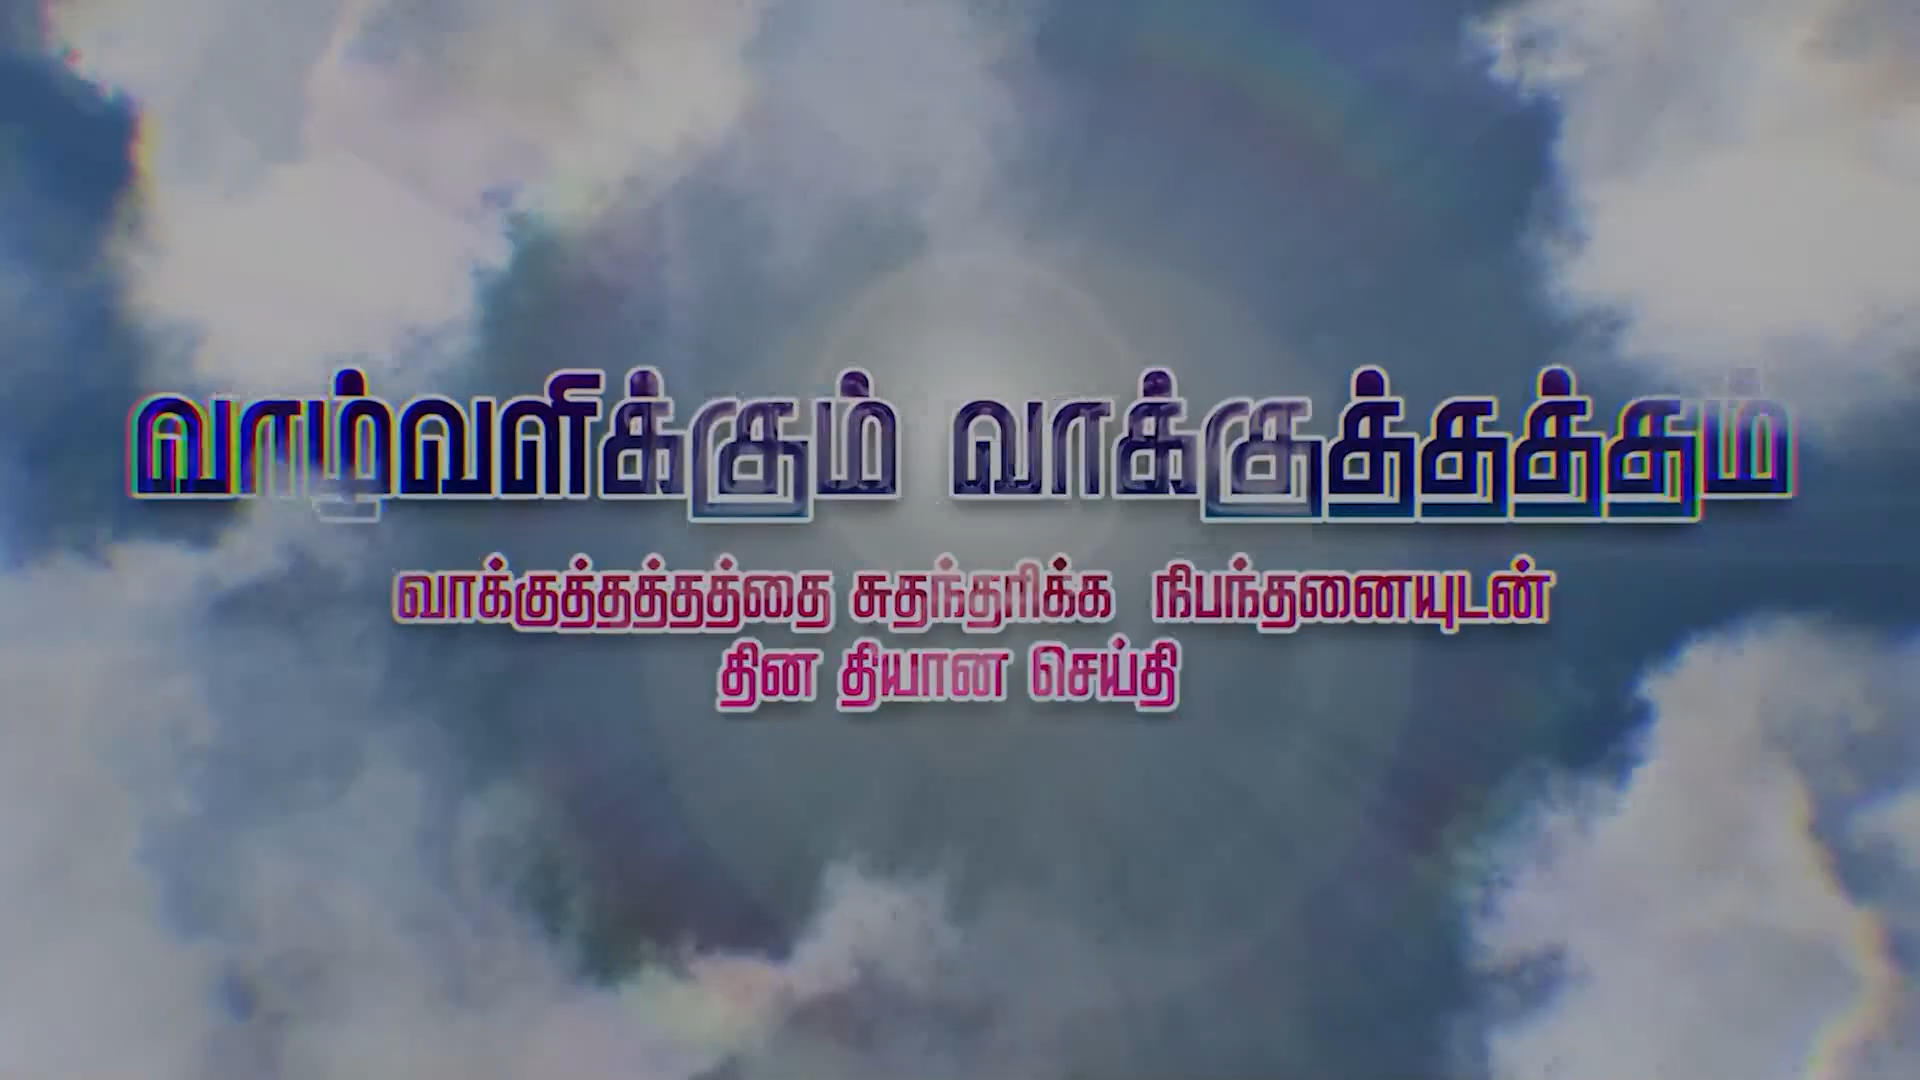 வாழ்வளிக்கும் வாக்குத்தத்தம்
வாக்குத்தத்தத்தை சுதந்தரிக்க நிபந்தனையுடன்
தின தியான செய்தி